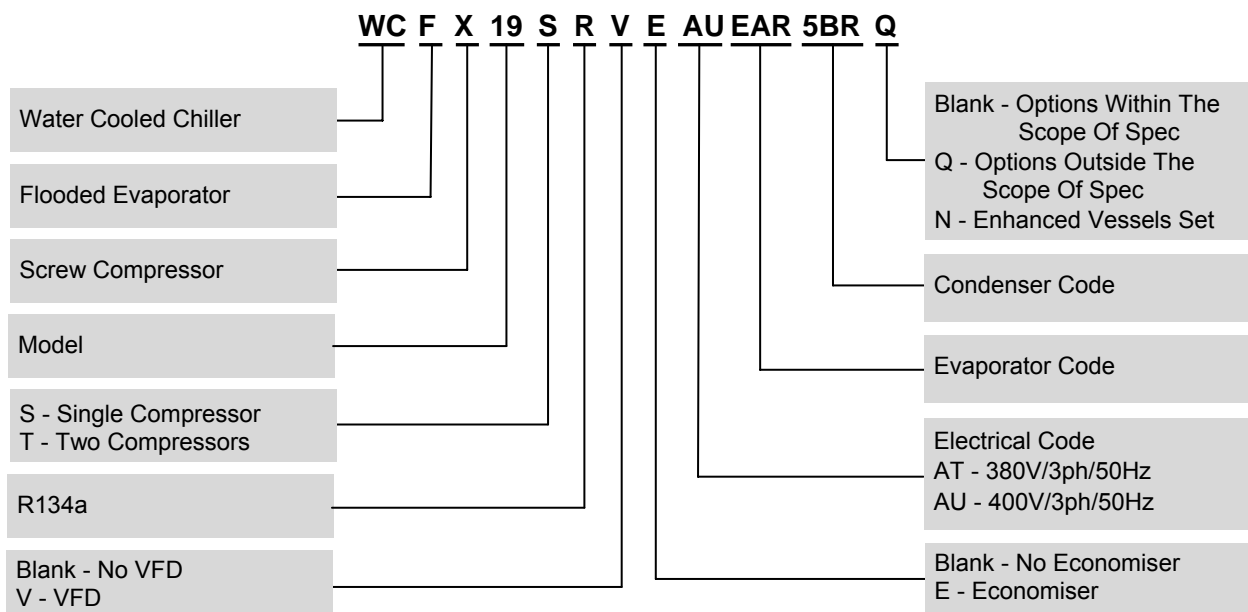 WC F X 19 S R V E AU EAR 5BR Q
Water Cooled Chiller
Flooded Evaporator
Screw Compressor
Model
S - Single Compressor
T - Two Compressors
R134a
Blank - No VFD
V - VFD
Blank - Options Within The
Scope Of Spec
Q - Options Outside The
Scope Of Spec
N - Enhanced Vessels Set
Condenser Code
Evaporator Code
Electrical Code
AT - 380V/3ph/50Hz
AU - 400V/3ph/50Hz
Blank - No Economiser
E - Economiser